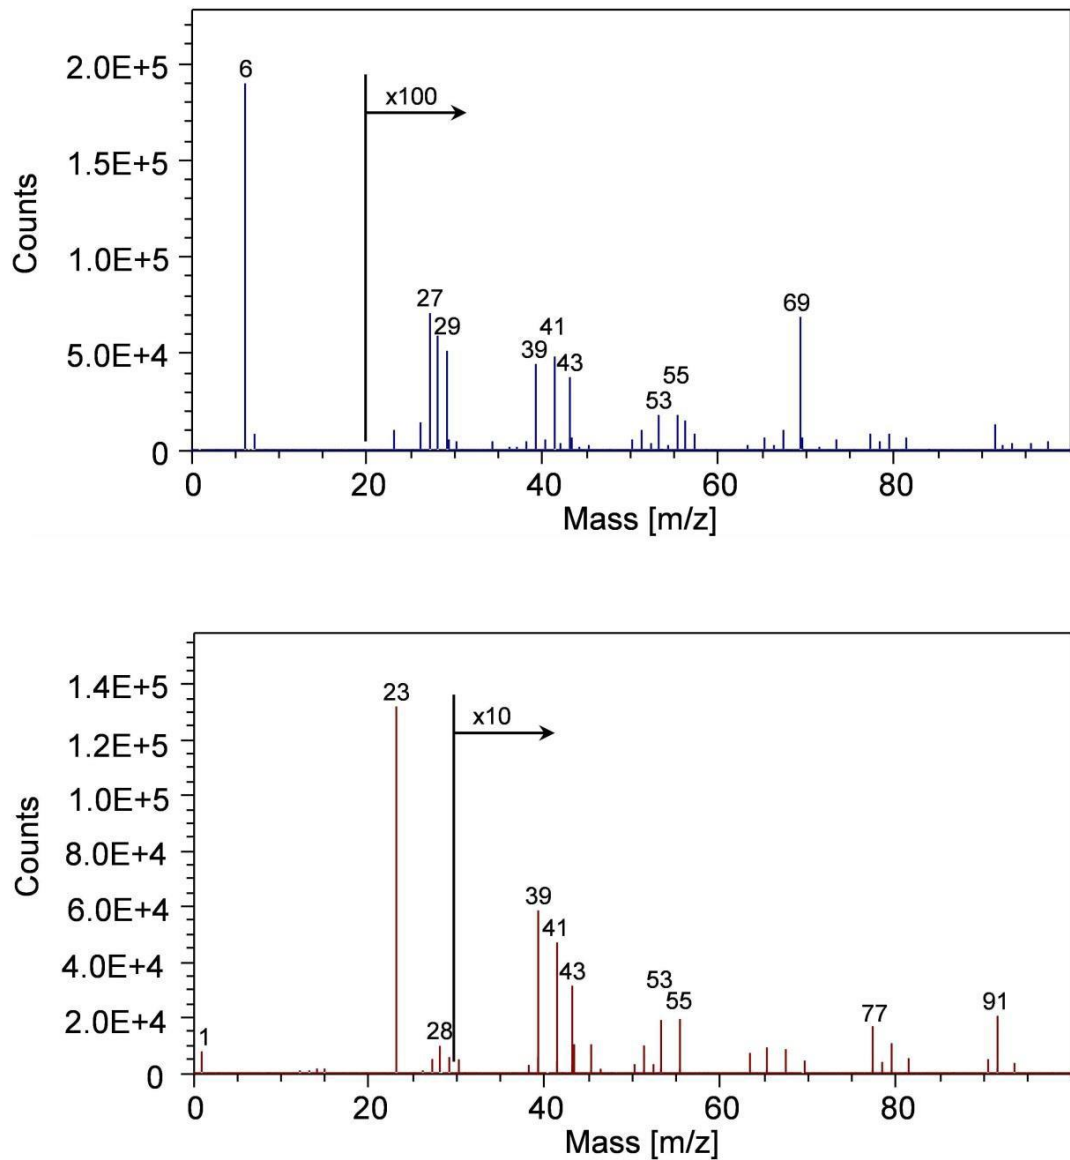 2.0E+5
1.5E+5
1.0E+5
5.0E+4
0
Counts
6
x100
27
29
39
41
43
53
55
69
0 20 40 60 80
Mass [m/z]
1.4E+5
1.2E+5
1.0E+5
8.0E+4
6.0E+4
4.0E+4
2.0E+4
0
Counts
1
23
28
x10
39
41
43
53
55
77
91
0 20 40 60 80
Mass [m/z]